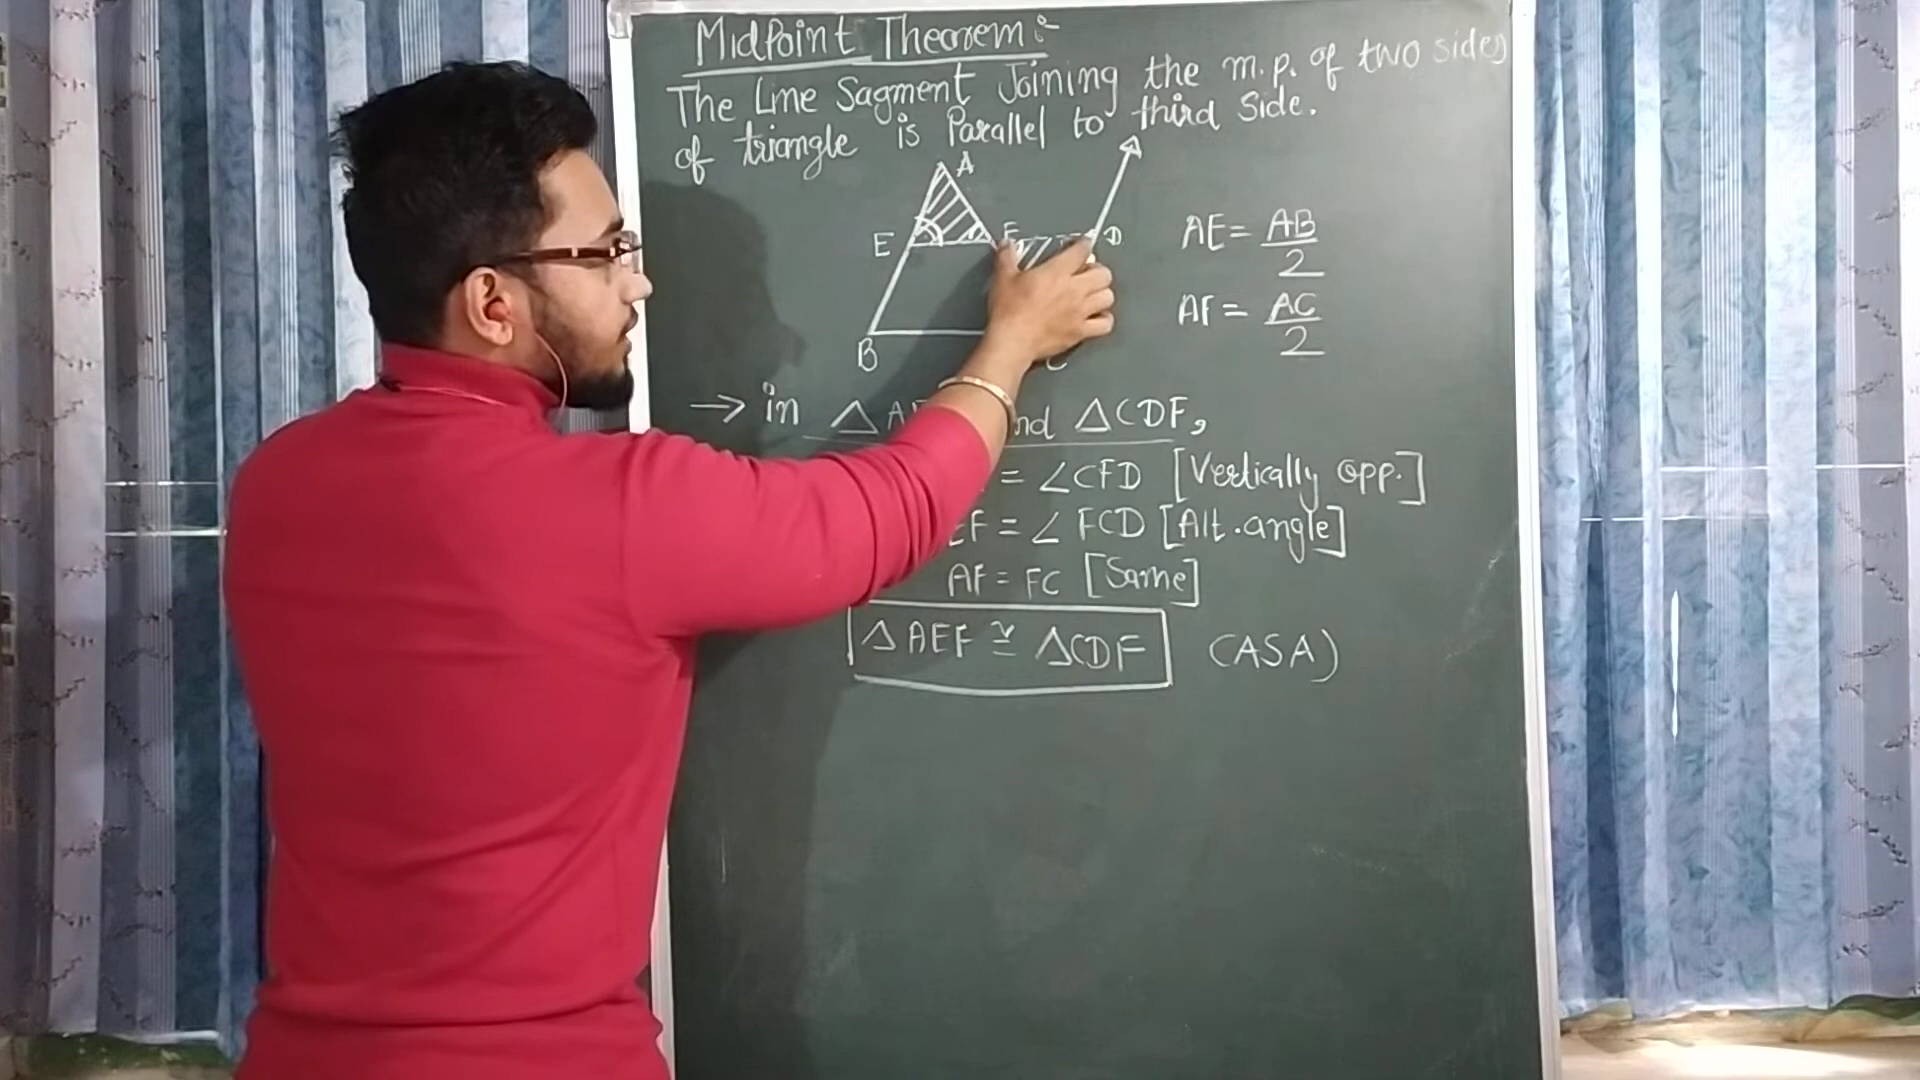 MidPoint Theorem :-
The Line Sagment Joining the m.p. of two sides
of triangle is Parallel to third Side.
A
E F D
B C
AE = AB/2
AF = AC/2
→ in △A nd △CDF,
= ∠CFD [Vertically opp.]
EF = ∠FCD [Alt. angle]
AF = FC [Same]
△AEF ≅ △CDF (ASA)